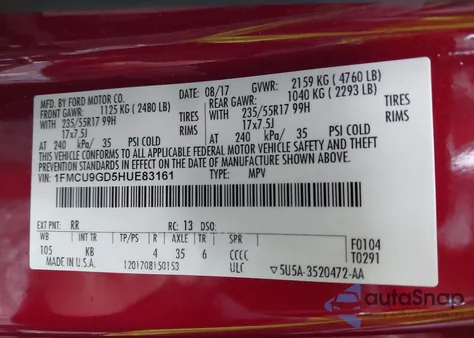 MFD. BY FORD MOTOR CO.
DATE: 08/17 GVWR: 2159 KG ( 4760 LB)
FRONT GAWR: 1125 KG ( 2480 LB) REAR GAWR: 1040 KG ( 2293 LB)
235/55R17 99H TIRES 235/55R17 99H TIRES
17x7.5J RIMS 17x7.5J RIMS
AT 240 kPa/ 35 PSI COLD AT 240 kPa/ 35 PSI COLD
THIS VEHICLE CONFORMS TO ALL APPLICABLE FEDERAL MOTOR VEHICLE SAFETY AND THEFT
PREVENTION STANDARDS IN EFFECT ON THE DATE OF MANUFACTURE SHOWN ABOVE.
VIN: 1FMCU9GD5HUE83161 TYPE: MPV
EXT PNT: RR RC: 13 DSO:
WB INT TR TP/PS R AXLE TR SPR F0104
105 KB 4 35 6 CCCC T0291
MADE IN U.S.A. 1201708150153 ULC 5U5A-3520472-AA
autoSnap